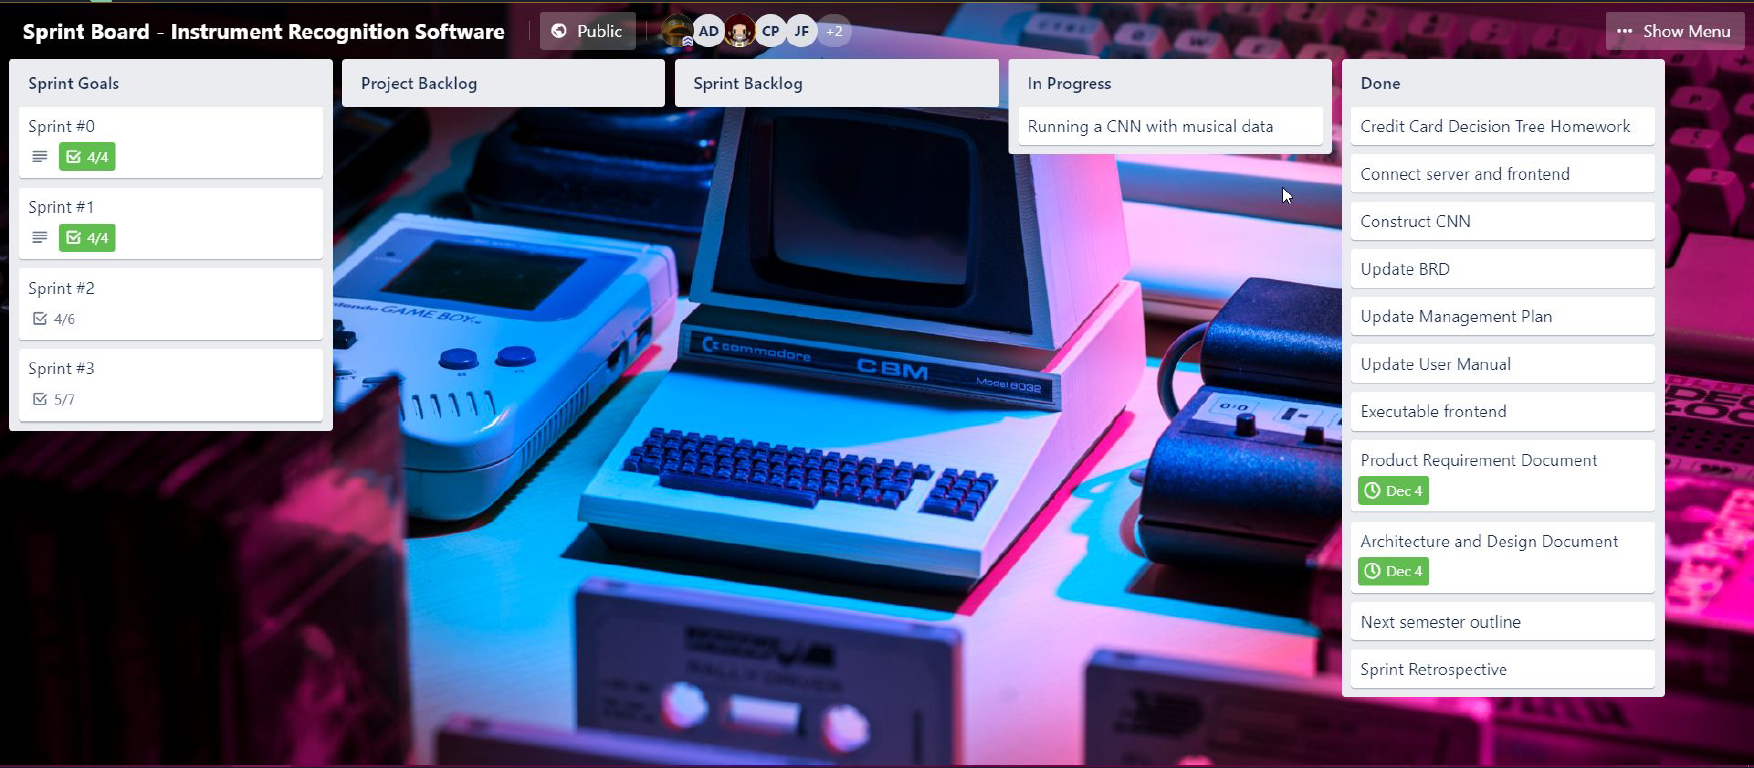 Sprint Board - Instrument Recognition Software
Public
AD
CP
JF
+2
Show Menu
Sprint Goals
Sprint #0
4/4
Sprint #1
4/4
Sprint #2
4/6
Sprint #3
5/7
Project Backlog
Sprint Backlog
In Progress
Running a CNN with musical data
Done
Credit Card Decision Tree Homework
Connect server and frontend
Construct CNN
Update BRD
Update Management Plan
Update User Manual
Executable frontend
Product Requirement Document
Dec 4
Architecture and Design Document
Dec 4
Next semester outline
Sprint Retrospective
GAME BOY
commodore
CBM
Model 8032